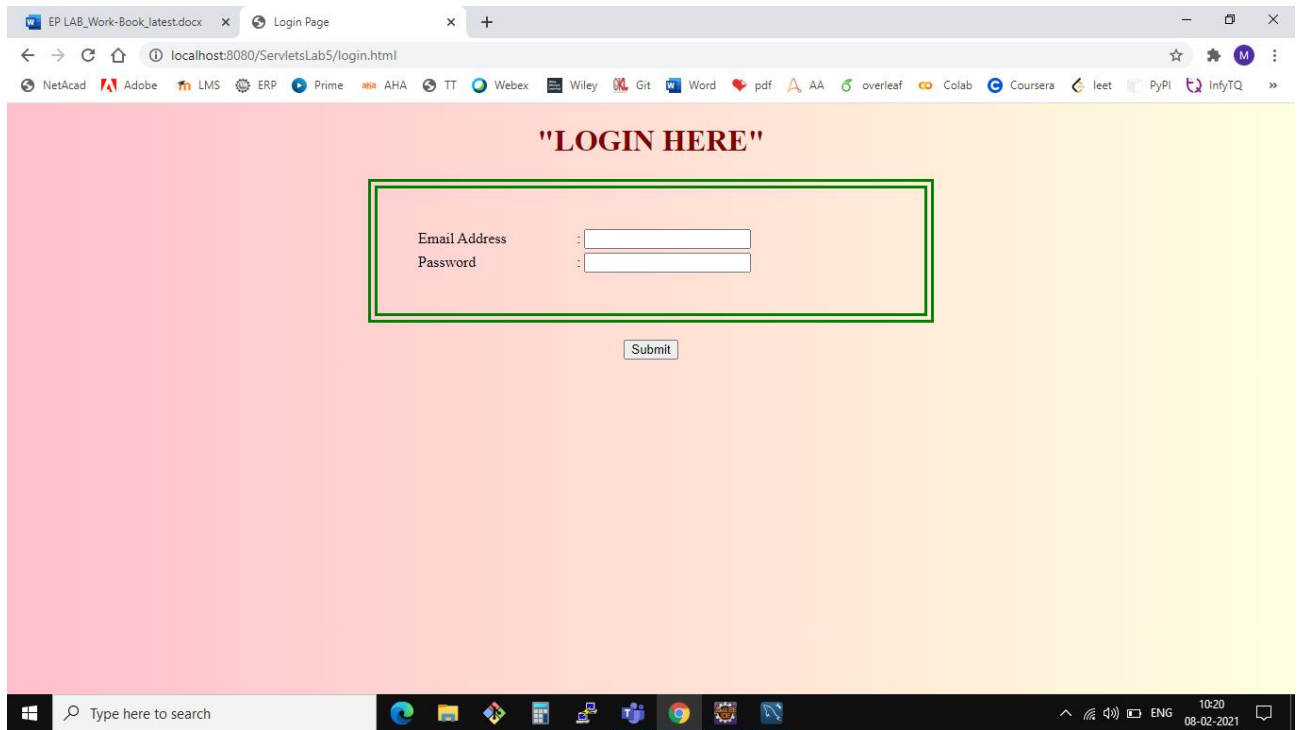 EP LAB_Work-Book_latest.docx Login Page
localhost:8080/ServletsLab5/login.html M
NetAcad Adobe LMS ERP Prime AHA TT Webex Wiley Git Word pdf AA overleaf Colab Coursera leet PyPI InfyTQ »
"LOGIN HERE"
Email Address :
Password :
Submit
Type here to search ENG 10:20
08-02-2021